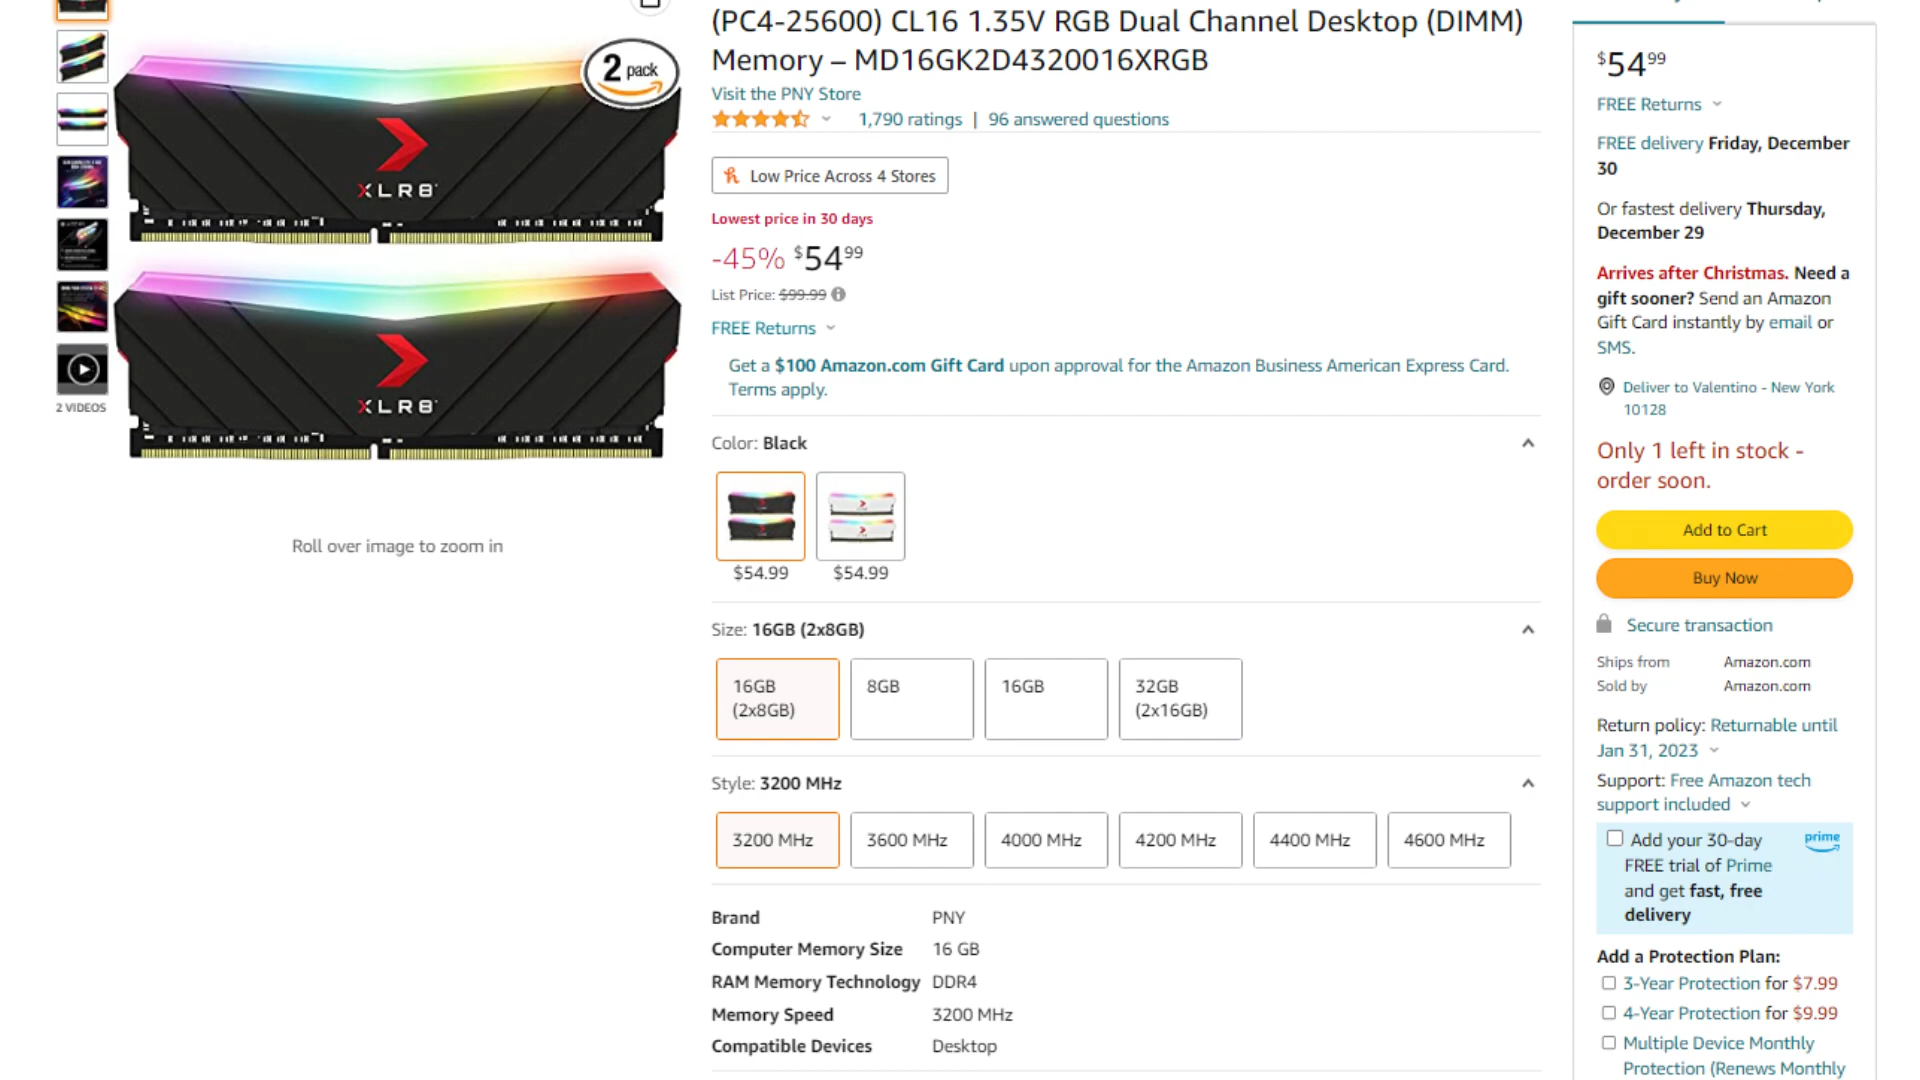 2 pack
XLR8
XLR8
2 VIDEOS
Roll over image to zoom in
(PC4-25600) CL16 1.35V RGB Dual Channel Desktop (DIMM)
Memory – MD16GK2D4320016XRGB
Visit the PNY Store
1,790 ratings | 96 answered questions
Low Price Across 4 Stores
Lowest price in 30 days
-45% $54 99
List Price: $99.99
FREE Returns
Get a $100 Amazon.com Gift Card upon approval for the Amazon Business American Express Card.
Terms apply.
Color: Black
$54.99 $54.99
Size: 16GB (2x8GB)
16GB 8GB 16GB 32GB
(2x8GB) (2x16GB)
Style: 3200 MHz
3200 MHz 3600 MHz 4000 MHz 4200 MHz 4400 MHz 4600 MHz
Brand PNY
Computer Memory Size 16 GB
RAM Memory Technology DDR4
Memory Speed 3200 MHz
Compatible Devices Desktop
$54 99
FREE Returns
FREE delivery Friday, December
30
Or fastest delivery Thursday,
December 29
Arrives after Christmas. Need a
gift sooner? Send an Amazon
Gift Card instantly by email or
SMS.
Deliver to Valentino - New York
10128
Only 1 left in stock -
order soon.
Add to Cart
Buy Now
Secure transaction
Ships from Amazon.com
Sold by Amazon.com
Return policy: Returnable until
Jan 31, 2023
Support: Free Amazon tech
support included
Add your 30-day prime
FREE trial of Prime
and get fast, free
delivery
Add a Protection Plan:
3-Year Protection for $7.99
4-Year Protection for $9.99
Multiple Device Monthly
Protection (Renews Monthly